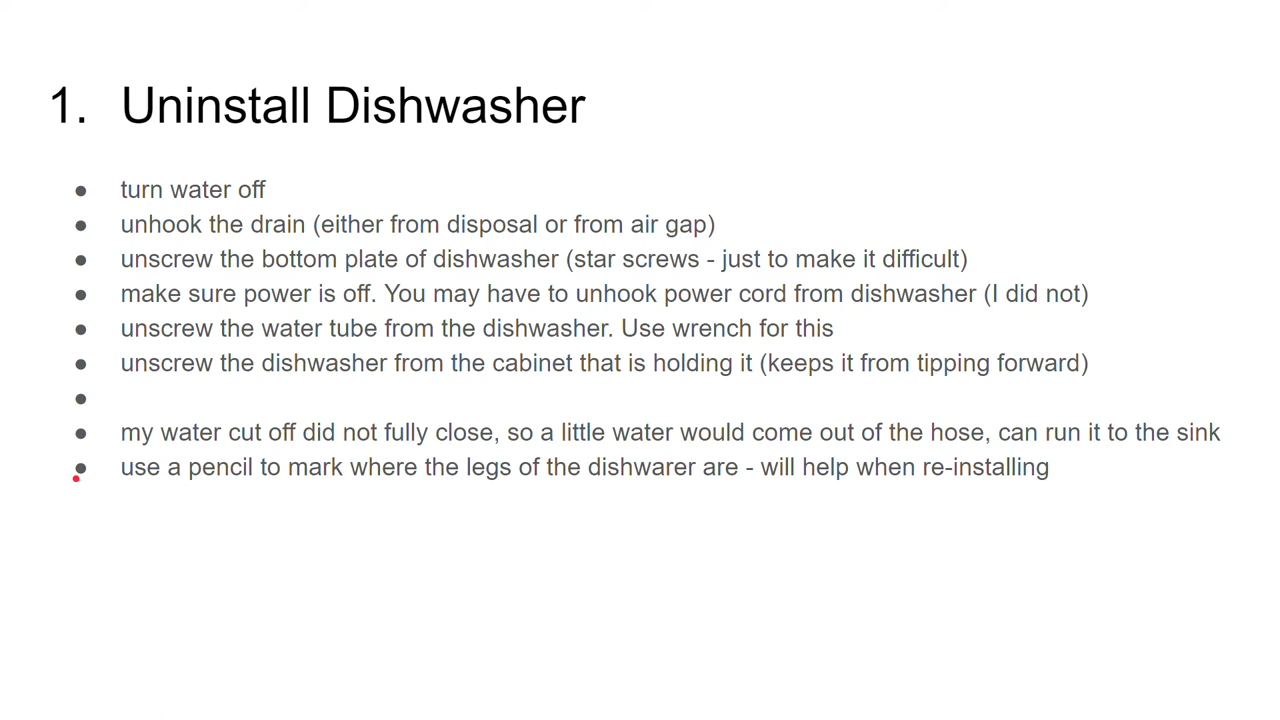 1. Uninstall Dishwasher
● turn water off
● unhook the drain (either from disposal or from air gap)
● unscrew the bottom plate of dishwasher (star screws - just to make it difficult)
● make sure power is off. You may have to unhook power cord from dishwasher (I did not)
● unscrew the water tube from the dishwasher. Use wrench for this
● unscrew the dishwasher from the cabinet that is holding it (keeps it from tipping forward)
●
● my water cut off did not fully close, so a little water would come out of the hose, can run it to the sink
● use a pencil to mark where the legs of the dishwarer are - will help when re-installing